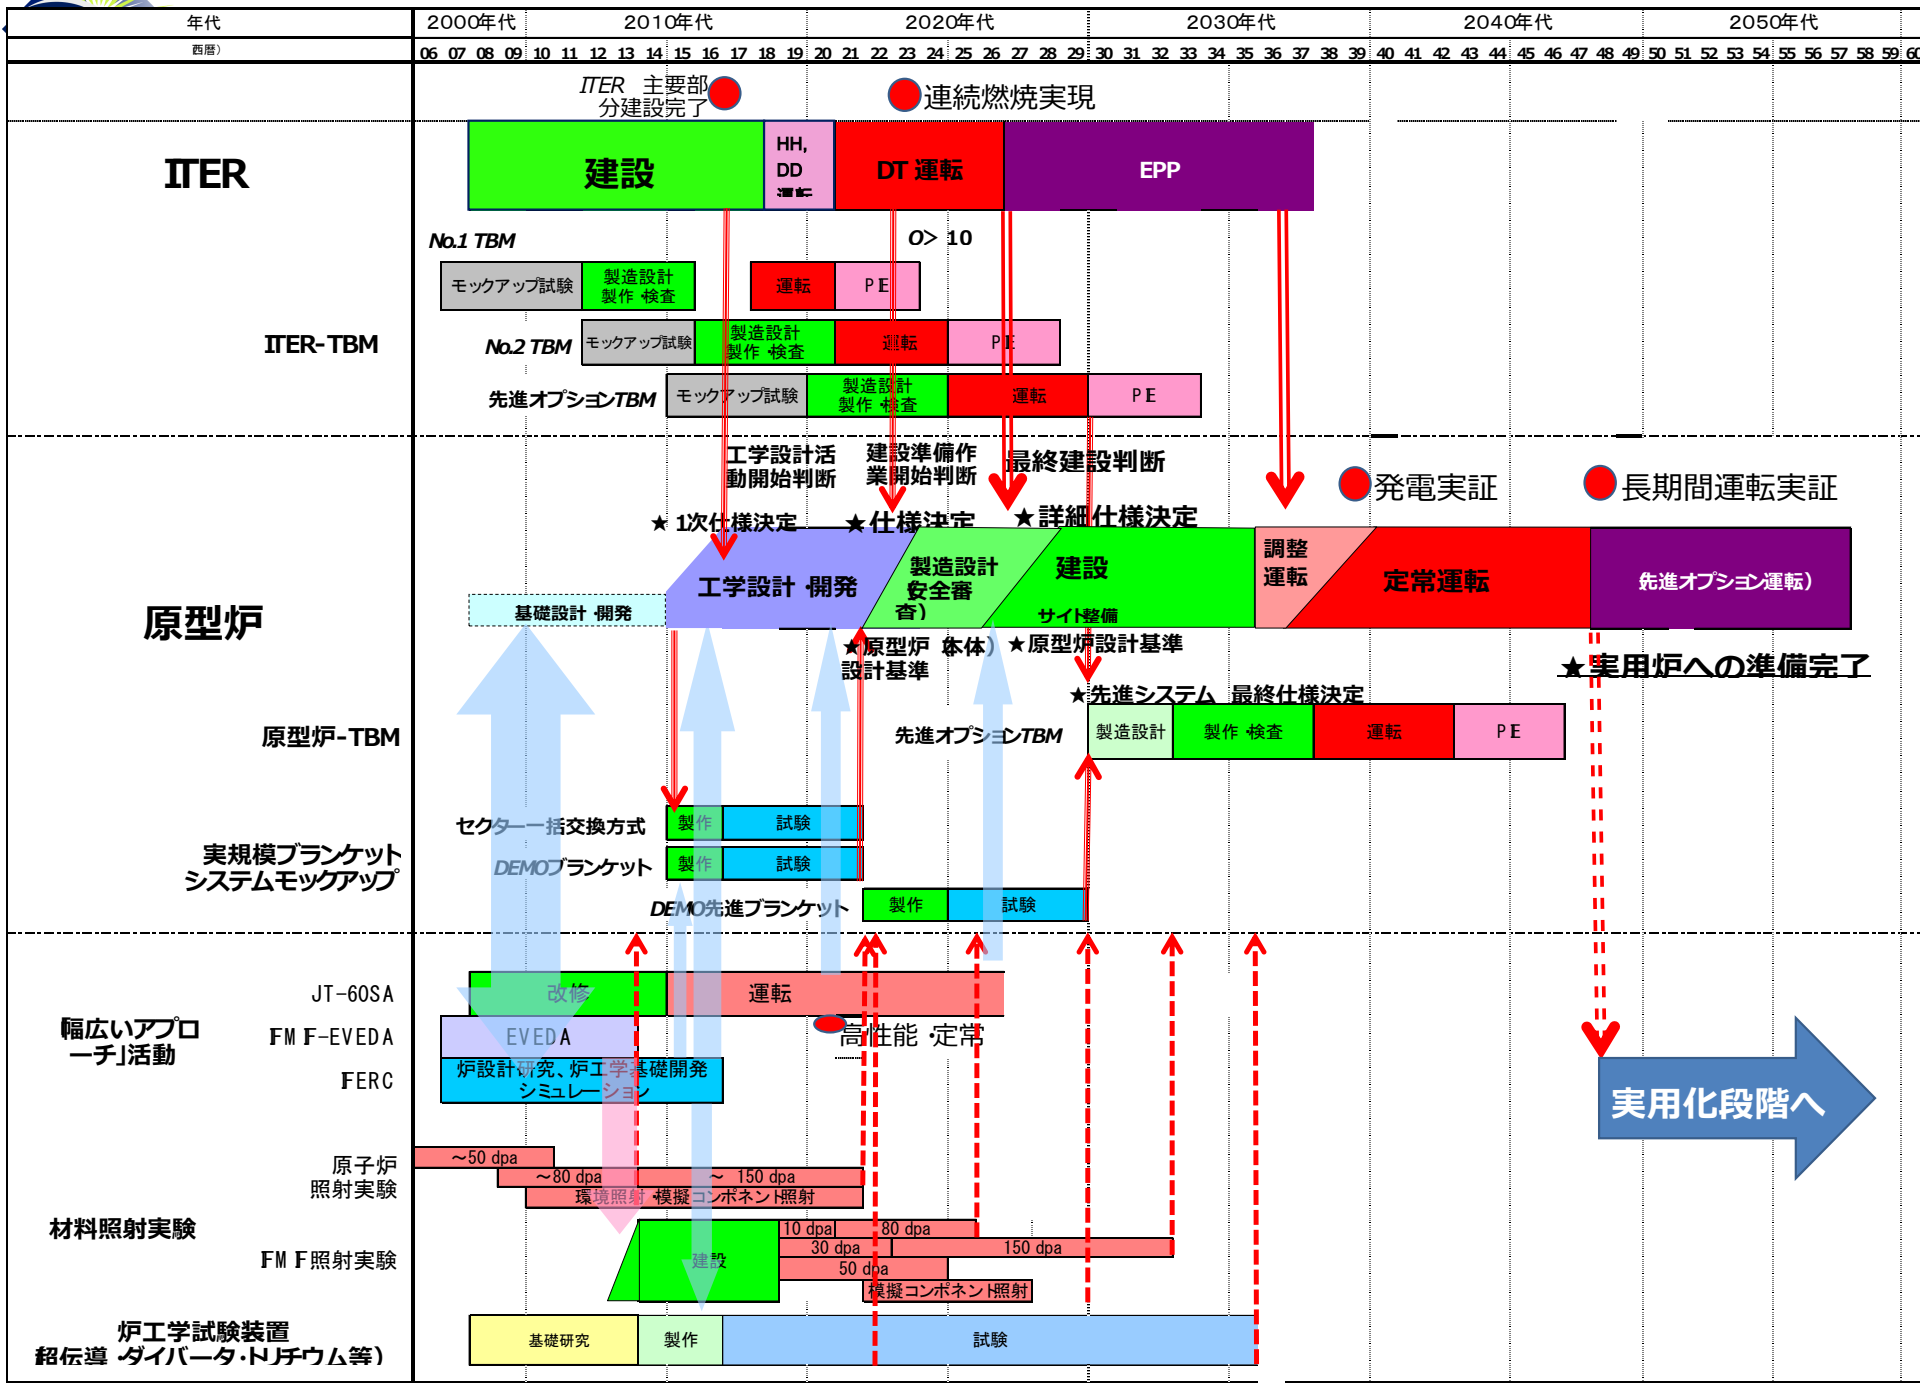 年代 2000年代 2010年代 2020年代 2030年代 2040年代 2050年代
西暦） 06 07 08 09 10 11 12 13 14 15 16 17 18 19 20 21 22 23 24 25 26 27 28 29 30 31 32 33 34 35 36 37 38 39 40 41 42 43 44 45 46 47 48 49 50 51 52 53 54 55 56 57 58 59 60
ITER 主要部
分建設完了
連続燃焼実現
ITER
建設
HH,
DD
運転
DT 運転
EPP
No.1 TBM
Q> 10
モックアップ試験
製造設計
製作・検査
運転
PIE
ITER-TBM
No.2 TBM
モックアップ試験
製造設計
製作・検査
運転
PIE
先進オプションTBM
モックアップ試験
製造設計
製作・検査
運転
PIE
工学設計活
動開始判断
建設準備作
業開始判断
最終建設判断
発電実証
長期間運転実証
★ 1次仕様決定
★仕様決定
★詳細仕様決定
原型炉
基礎設計・開発
工学設計・開発
製造設計
（安全審
査）
建設
サイト整備
調整
運転
定常運転
（先進オプション運転）
★原型炉（本体）
設計基準
★原型炉設計基準
★実用炉への準備完了
★先進システム 最終仕様決定
原型炉-TBM
先進オプションTBM
製造設計
製作・検査
運転
PIE
実規模ブランケット
システムモックアップ
セクター一括交換方式
製作
試験
DEMOブランケット
製作
試験
DEMO先進ブランケット
製作
試験
「幅広いアプロ
ーチ」活動
JT-60SA
改修
運転
高性能・定常
IFMIF-EVEDA
EVEDA
IFERC
炉設計研究、炉工学基礎開発
シミュレーション
実用化段階へ
材料照射実験
原子炉
照射実験
～50 dpa
～80 dpa
～ 150 dpa
環境照射・模擬コンポネント照射
IFMIF照射実験
建設
10 dpa
80 dpa
30 dpa
150 dpa
50 dpa
模擬コンポネント照射
炉工学試験装置
（超伝導・ダイバータ・トリチウム等）
基礎研究
製作
試験